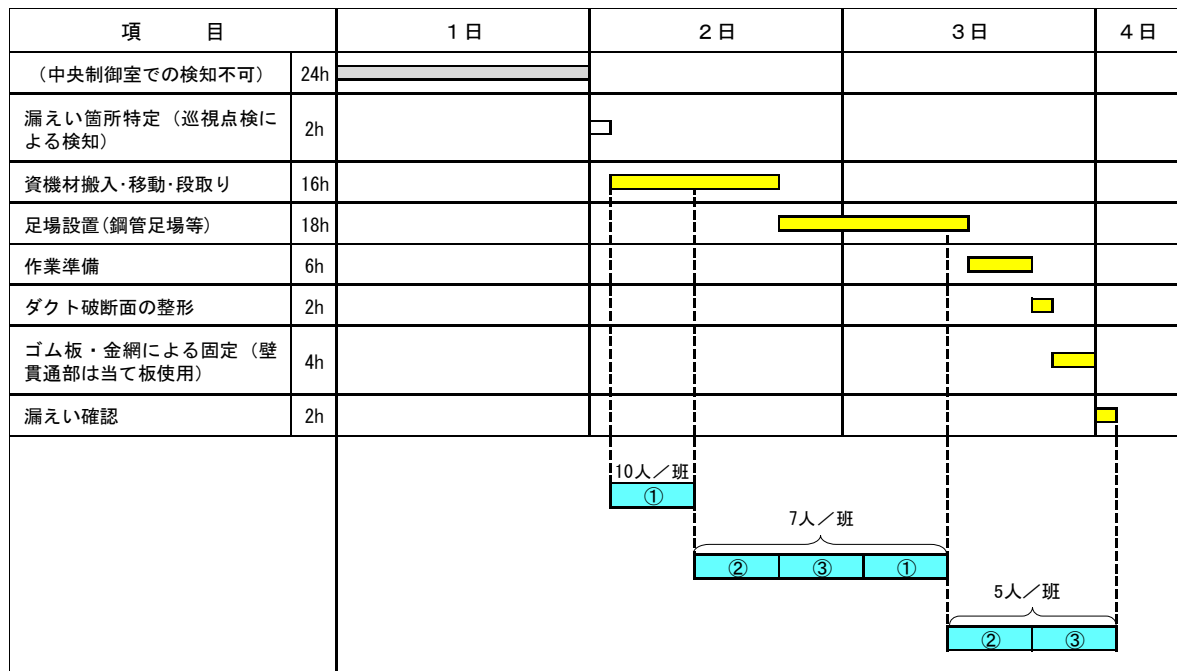 項　目 1日 2日 3日 4日
（中央制御室での検知不可） 24h
漏えい箇所特定（巡視点検に
よる検知） 2h
資機材搬入･移動･段取り 16h
足場設置(鋼管足場等) 18h
作業準備 6h
ダクト破断面の整形 2h
ゴム板・金網による固定（壁
貫通部は当て板使用） 4h
漏えい確認 2h
10人／班
①
7人／班
② ③ ①
5人／班
② ③